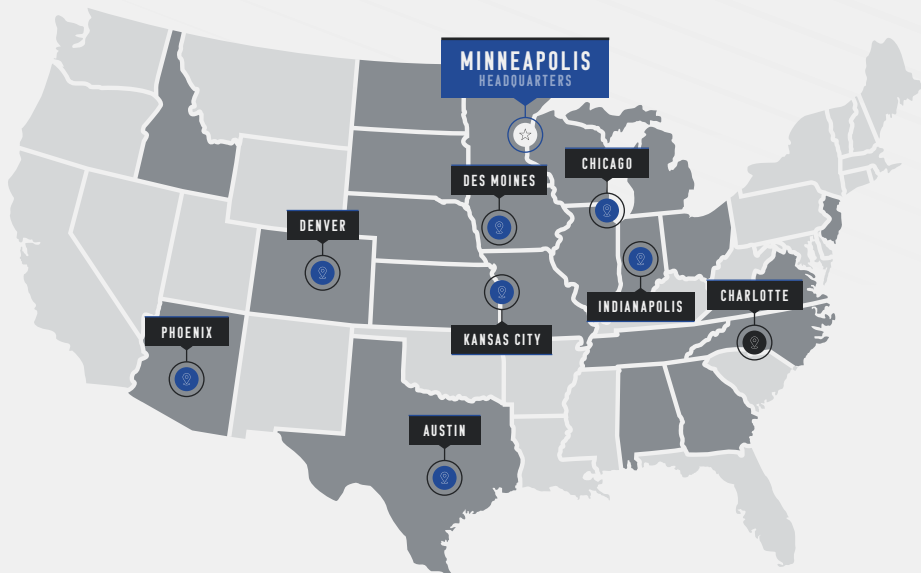 MINNEAPOLIS
HEADQUARTERS
CHICAGO
DES MOINES
DENVER
INDIANAPOLIS
CHARLOTTE
PHOENIX
KANSAS CITY
AUSTIN